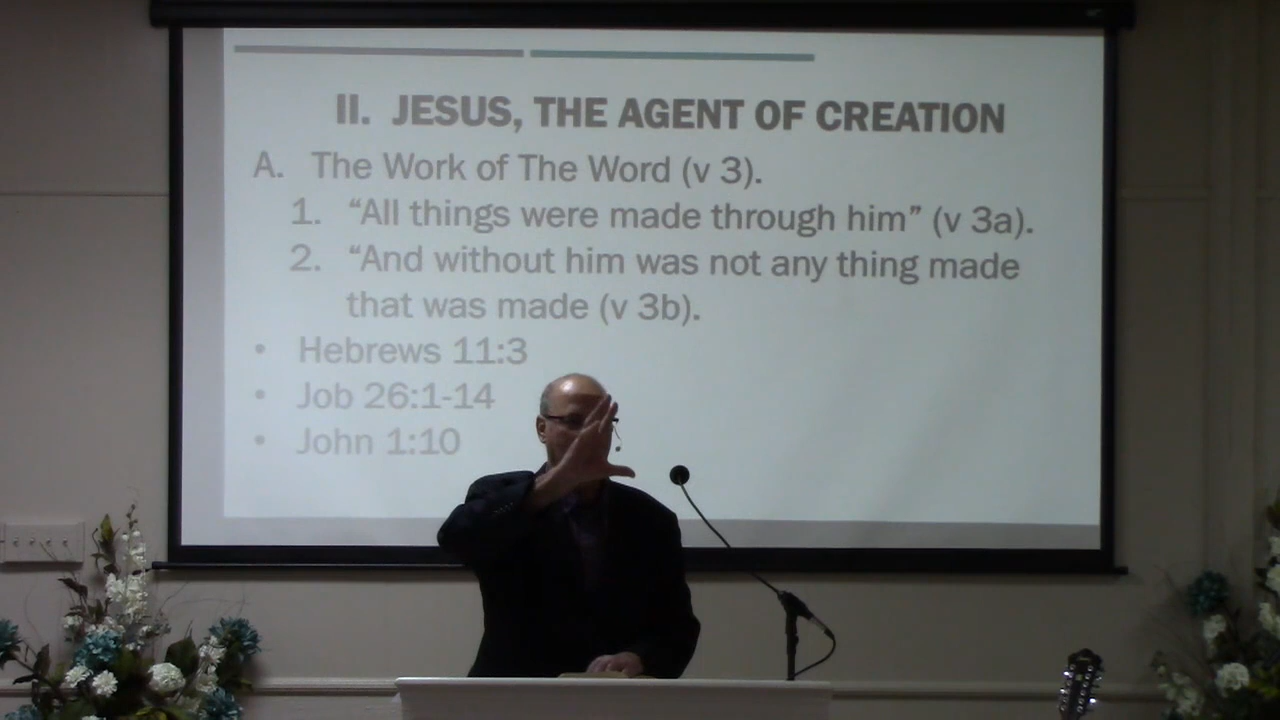 II. JESUS, THE AGENT OF CREATION
A. The Work of The Word (v 3).
1. “All things were made through him” (v 3a).
2. “And without him was not any thing made
that was made (v 3b).
• Hebrews 11:3
• Job 26:1-14
• John 1:10